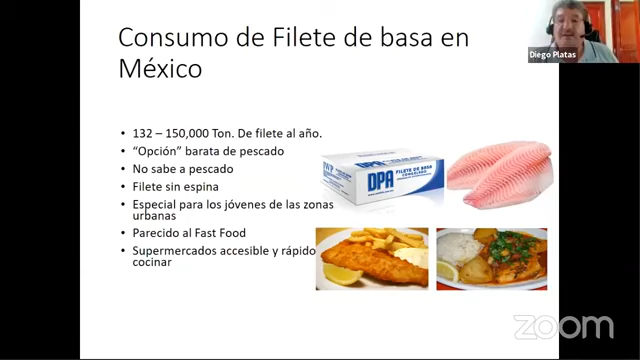 Consumo de Filete de basa en
México
Diego Platas
• 132 – 150,000 Ton. De filete al año.
• “Opción” barata de pescado
• No sabe a pescado
• Filete sin espina
• Especial para los jóvenes de las zonas
urbanas
• Parecido al Fast Food
• Supermercados accesible y rápido
cocinar
DPA
FILETE DE BASA
zoom